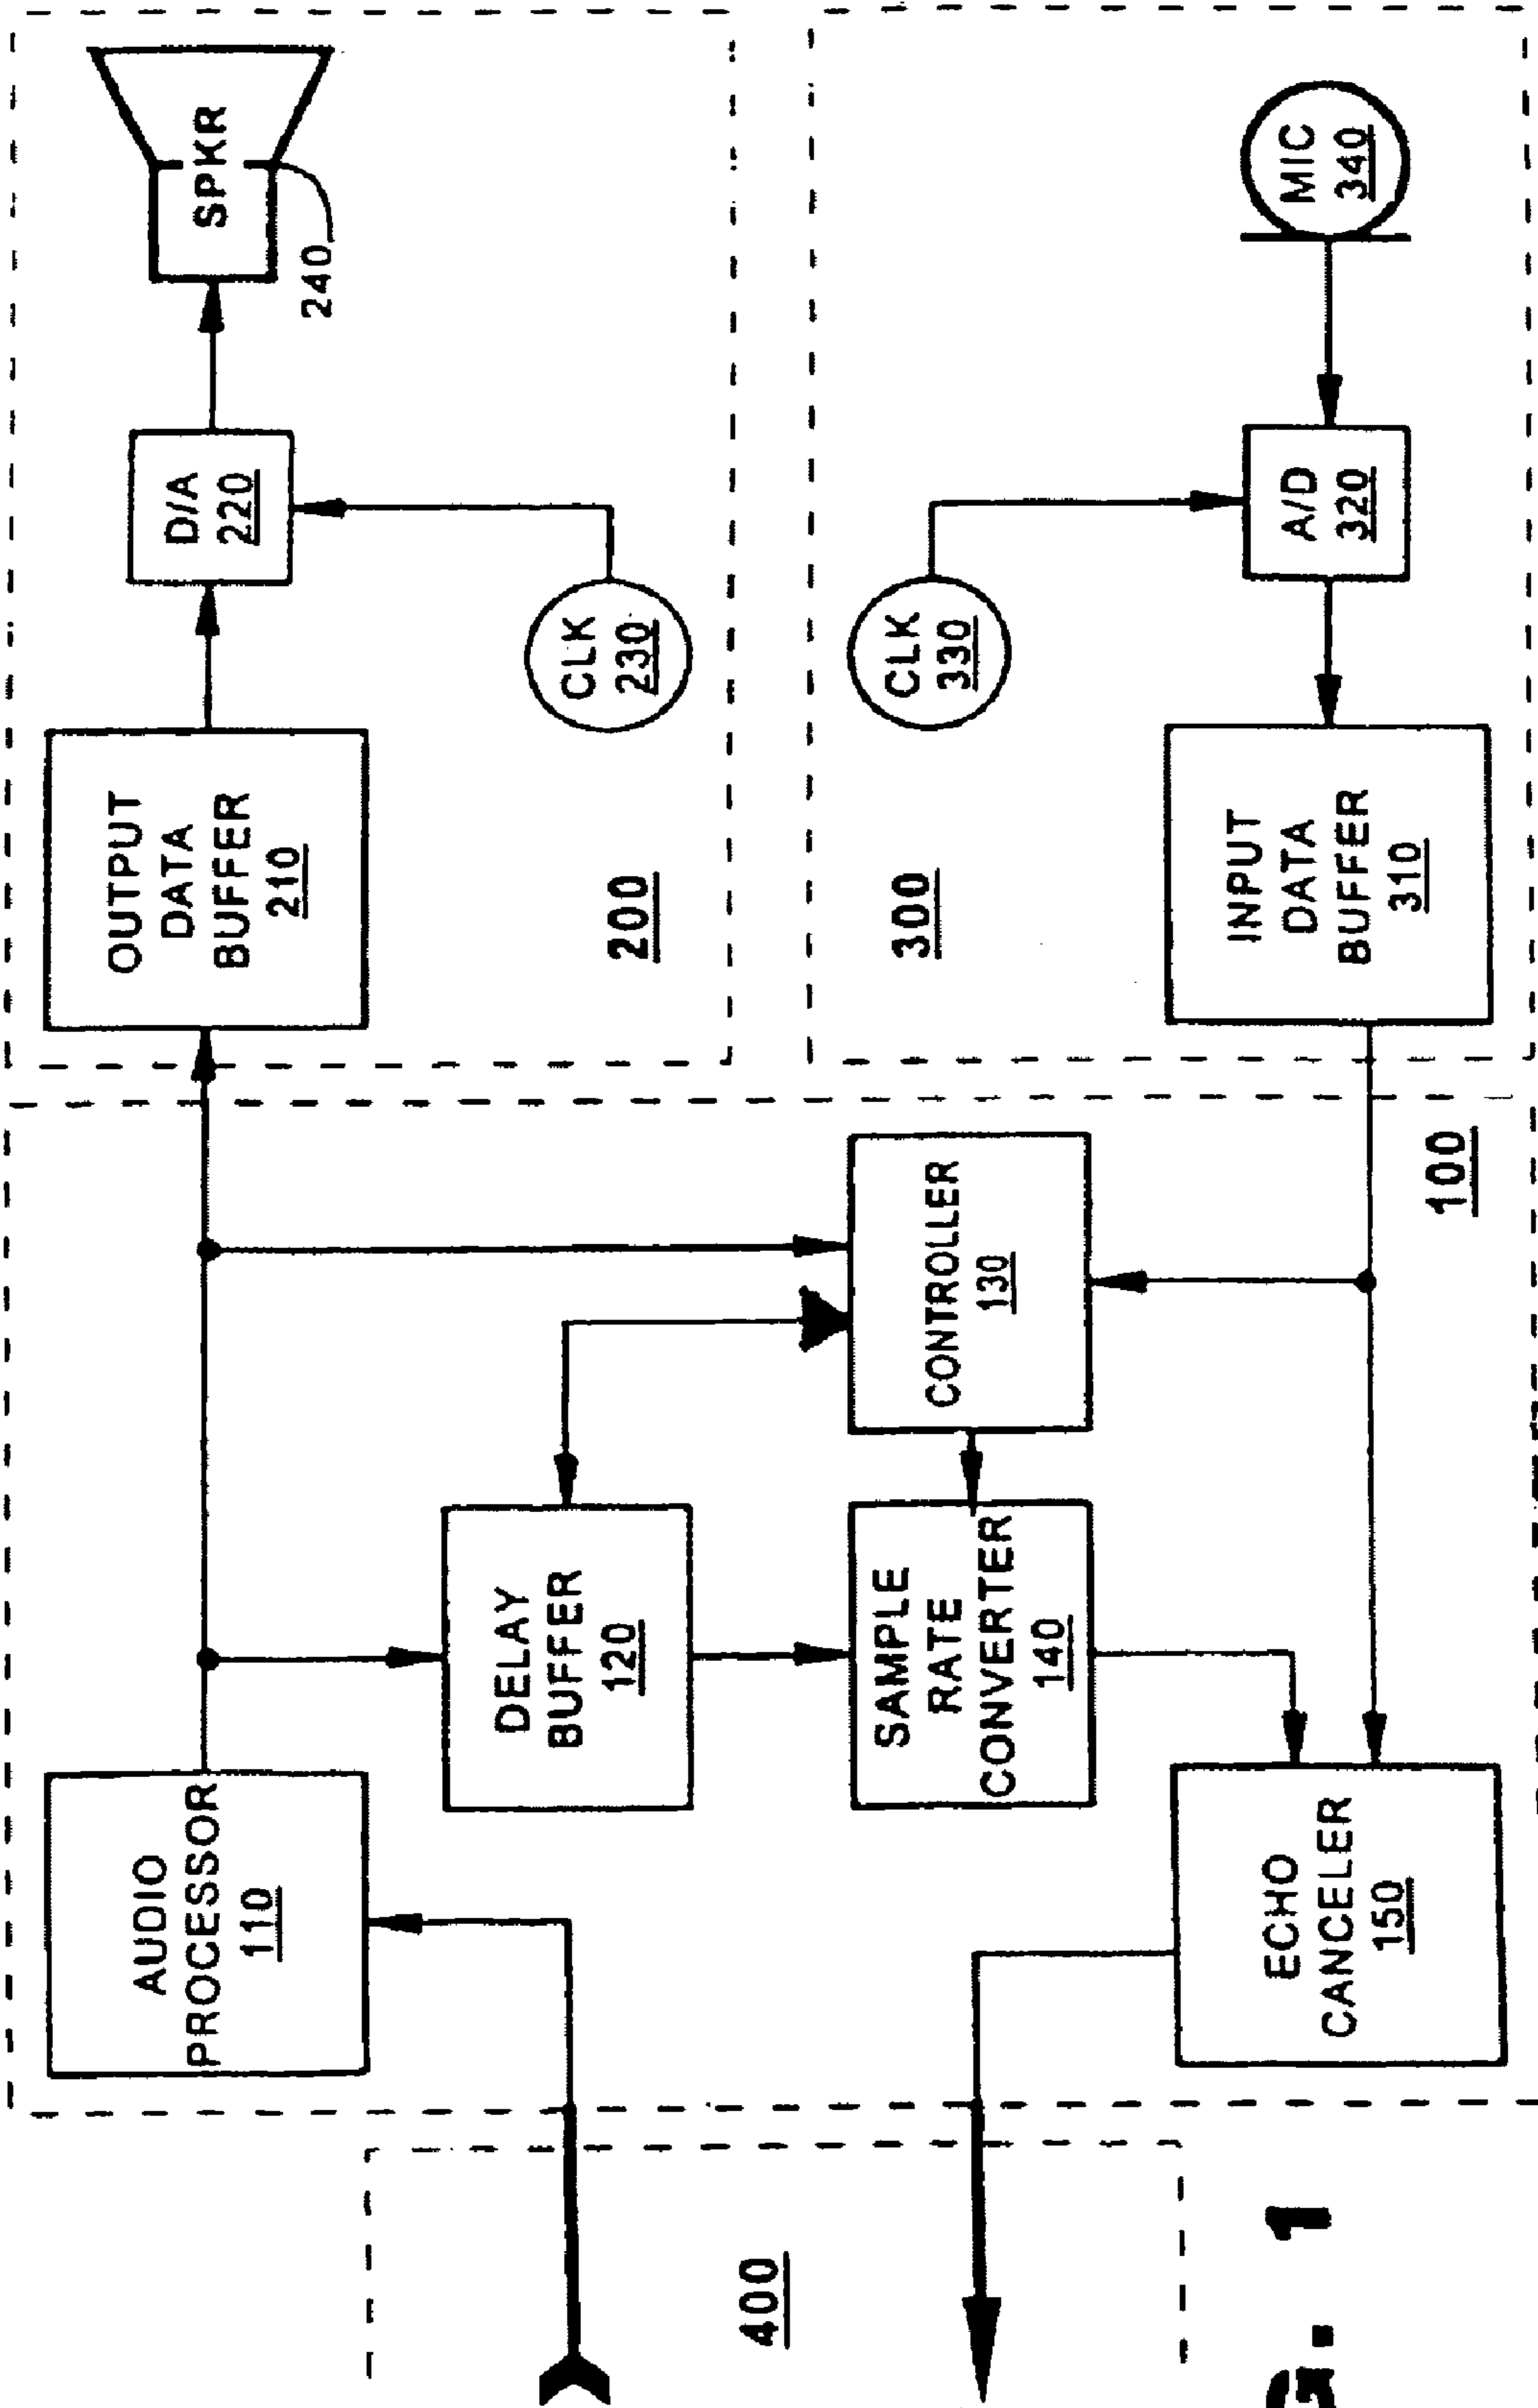 AUDIO
PROCESSOR
110
OUTPUT
DATA
BUFFER
210
D/A
220
SPKR
240
DELAY
BUFFER
120
CLK
230
200
400
SAMPLE
RATE
CONVERTER
140
CONTROLLER
130
300
CLK
330
ECHO
CANCELER
150
100
INPUT
DATA
BUFFER
310
A/D
320
MIC
340
G. 1